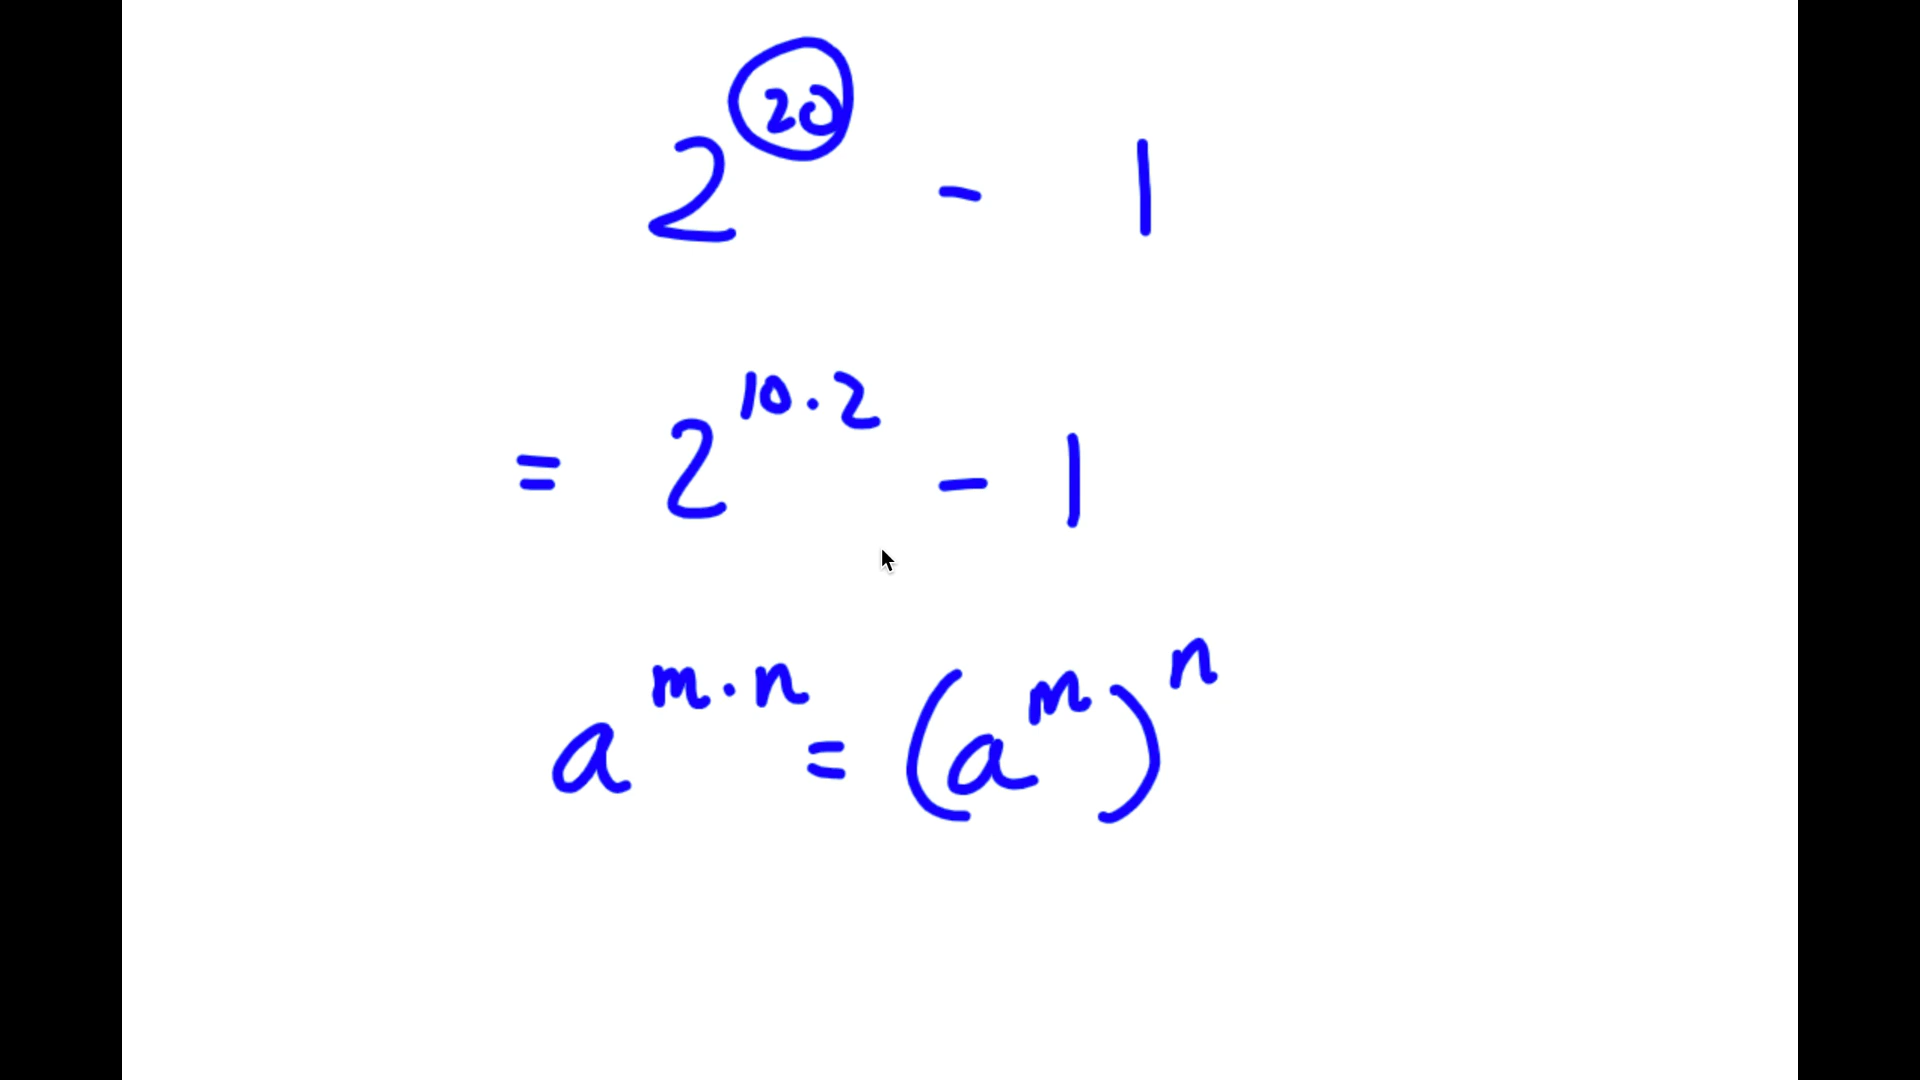 2^20 - 1
= 2^10·2 - 1
a^m·n = (a^m)^n